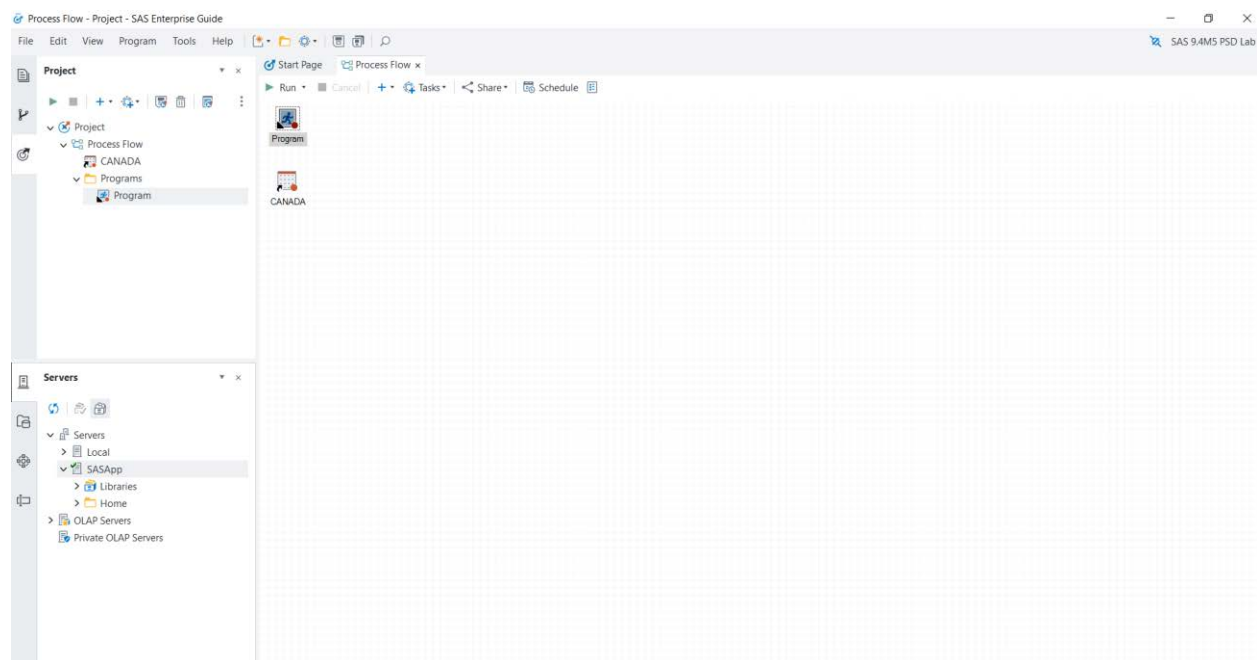 Process Flow - Project - SAS Enterprise Guide
File Edit View Program Tools Help
SAS 9.4M5 PSD Lab
Project
Project
Process Flow
CANADA
Programs
Program
Servers
Servers
Local
SASApp
Libraries
Home
OLAP Servers
Private OLAP Servers
Start Page Process Flow
Run Cancel Tasks Share Schedule
Program
CANADA